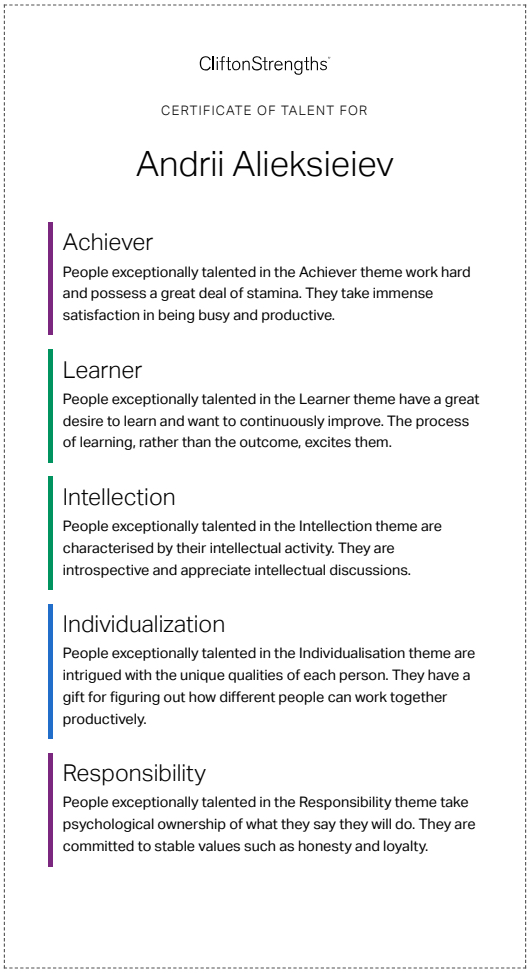 CliftonStrengths
CERTIFICATE OF TALENT FOR
Andrii Alieksieiev
Achiever
People exceptionally talented in the Achiever theme work hard
and possess a great deal of stamina. They take immense
satisfaction in being busy and productive.
Learner
People exceptionally talented in the Learner theme have a great
desire to learn and want to continuously improve. The process
of learning, rather than the outcome, excites them.
Intellection
People exceptionally talented in the Intellection theme are
characterised by their intellectual activity. They are
introspective and appreciate intellectual discussions.
Individualization
People exceptionally talented in the Individualisation theme are
intrigued with the unique qualities of each person. They have a
gift for figuring out how different people can work together
productively.
Responsibility
People exceptionally talented in the Responsibility theme take
psychological ownership of what they say they will do. They are
committed to stable values such as honesty and loyalty.